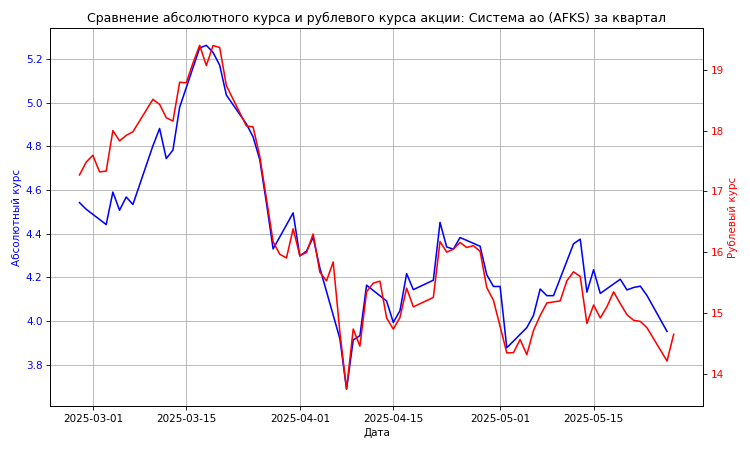 Сравнение абсолютного курса и рублевого курса акции: Система ао (AFKS) за квартал
Абсолютный курс
5.2
5.0
4.8
4.6
4.4
4.2
4.0
3.8
19
18
17
16
15
14
Рублевый курс
2025-03-01 2025-03-15 2025-04-01 2025-04-15 2025-05-01 2025-05-15
Дата